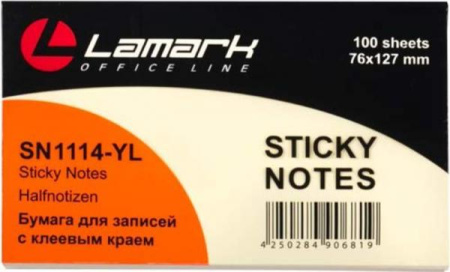 Lamark
OFFICE LINE
100 sheets
76x127 mm
SN1114-YL
Sticky Notes
Halfnotizen
Бумага для записей
с клеевым краем
STICKY
NOTES
4 250284 906819